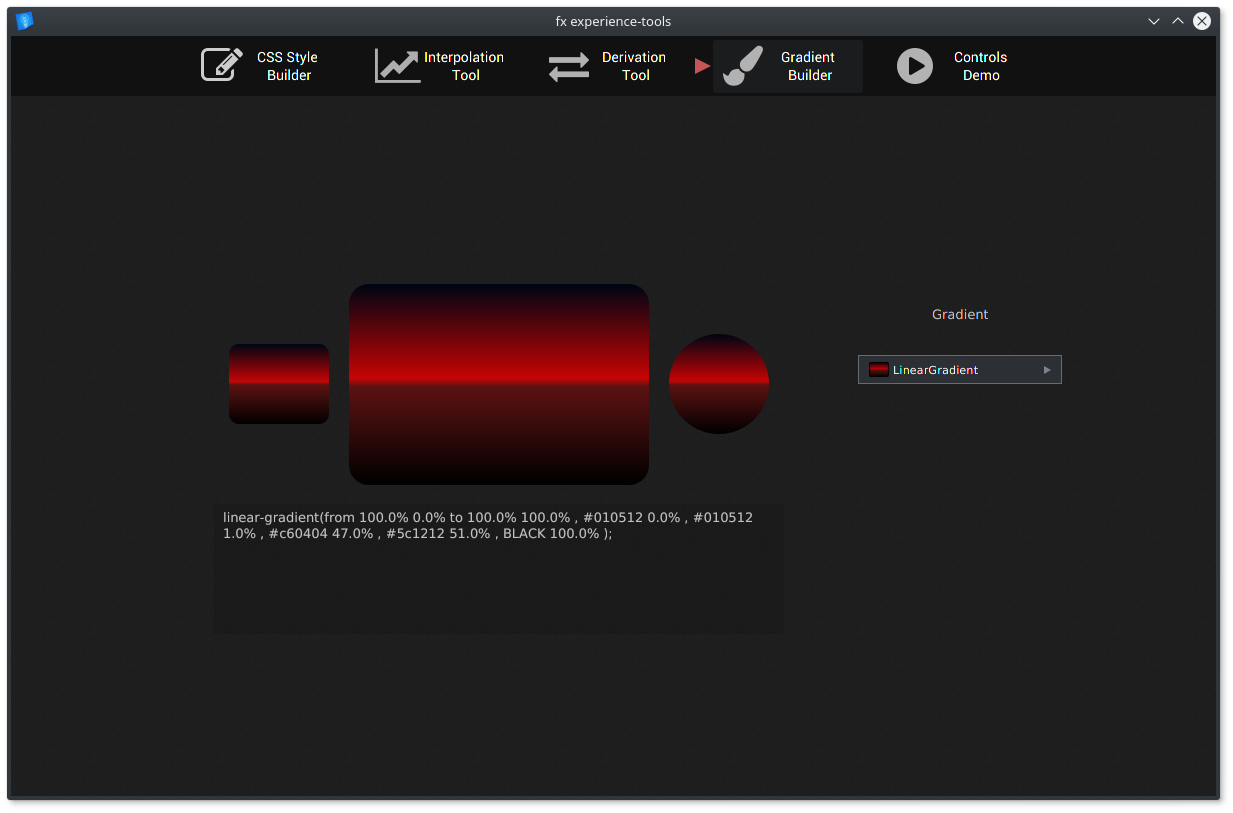 fx experience-tools
CSS Style
Builder
Interpolation
Tool
Derivation
Tool
Gradient
Builder
Controls
Demo
Gradient
LinearGradient
linear-gradient(from 100.0% 0.0% to 100.0% 100.0% , #010512 0.0% , #010512
1.0% , #c60404 47.0% , #5c1212 51.0% , BLACK 100.0% );